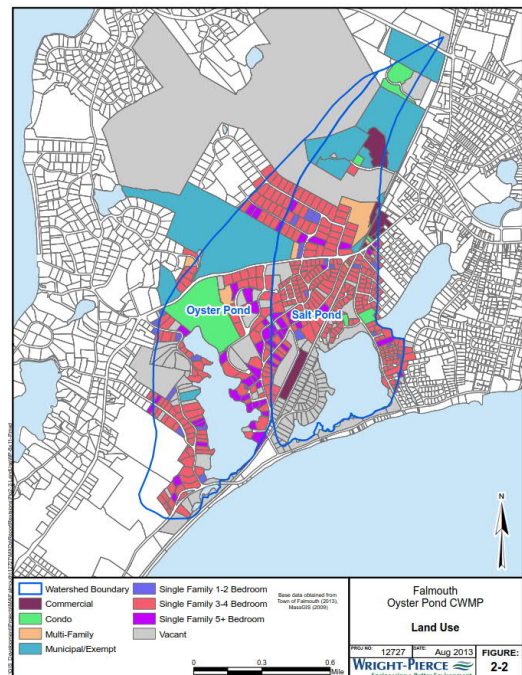 Oyster Pond
Salt Pond
N
Watershed Boundary
Commercial
Condo
Multi-Family
Municipal/Exempt
Single Family 1-2 Bedroom
Single Family 3-4 Bedroom
Single Family 5+ Bedroom
Vacant
Base data obtained from
Town of Falmouth (2013),
MassGIS (2009)
0 0.3 0.6
Mile
Falmouth
Oyster Pond CWMP
Land Use
PROJ NO: 12727 DATE: Aug 2013 FIGURE:
WRIGHT-PIERCE
Engineering a Better Environment
2-2